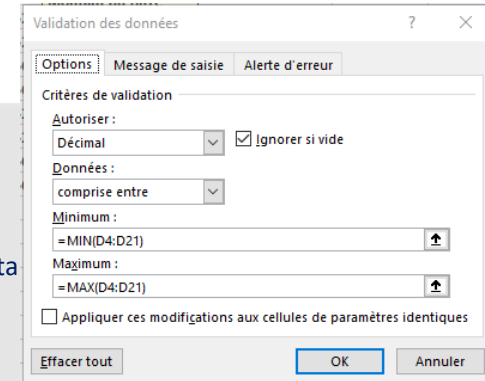 Validation des données ? ×
Options Message de saisie Alerte d'erreur
Critères de validation
Autoriser :
Décimal Ignorer si vide
Données :
comprise entre
Minimum :
=MIN(D4:D21)
Maximum :
=MAX(D4:D21)
ta
Appliquer ces modifications aux cellules de paramètres identiques
Effacer tout OK Annuler